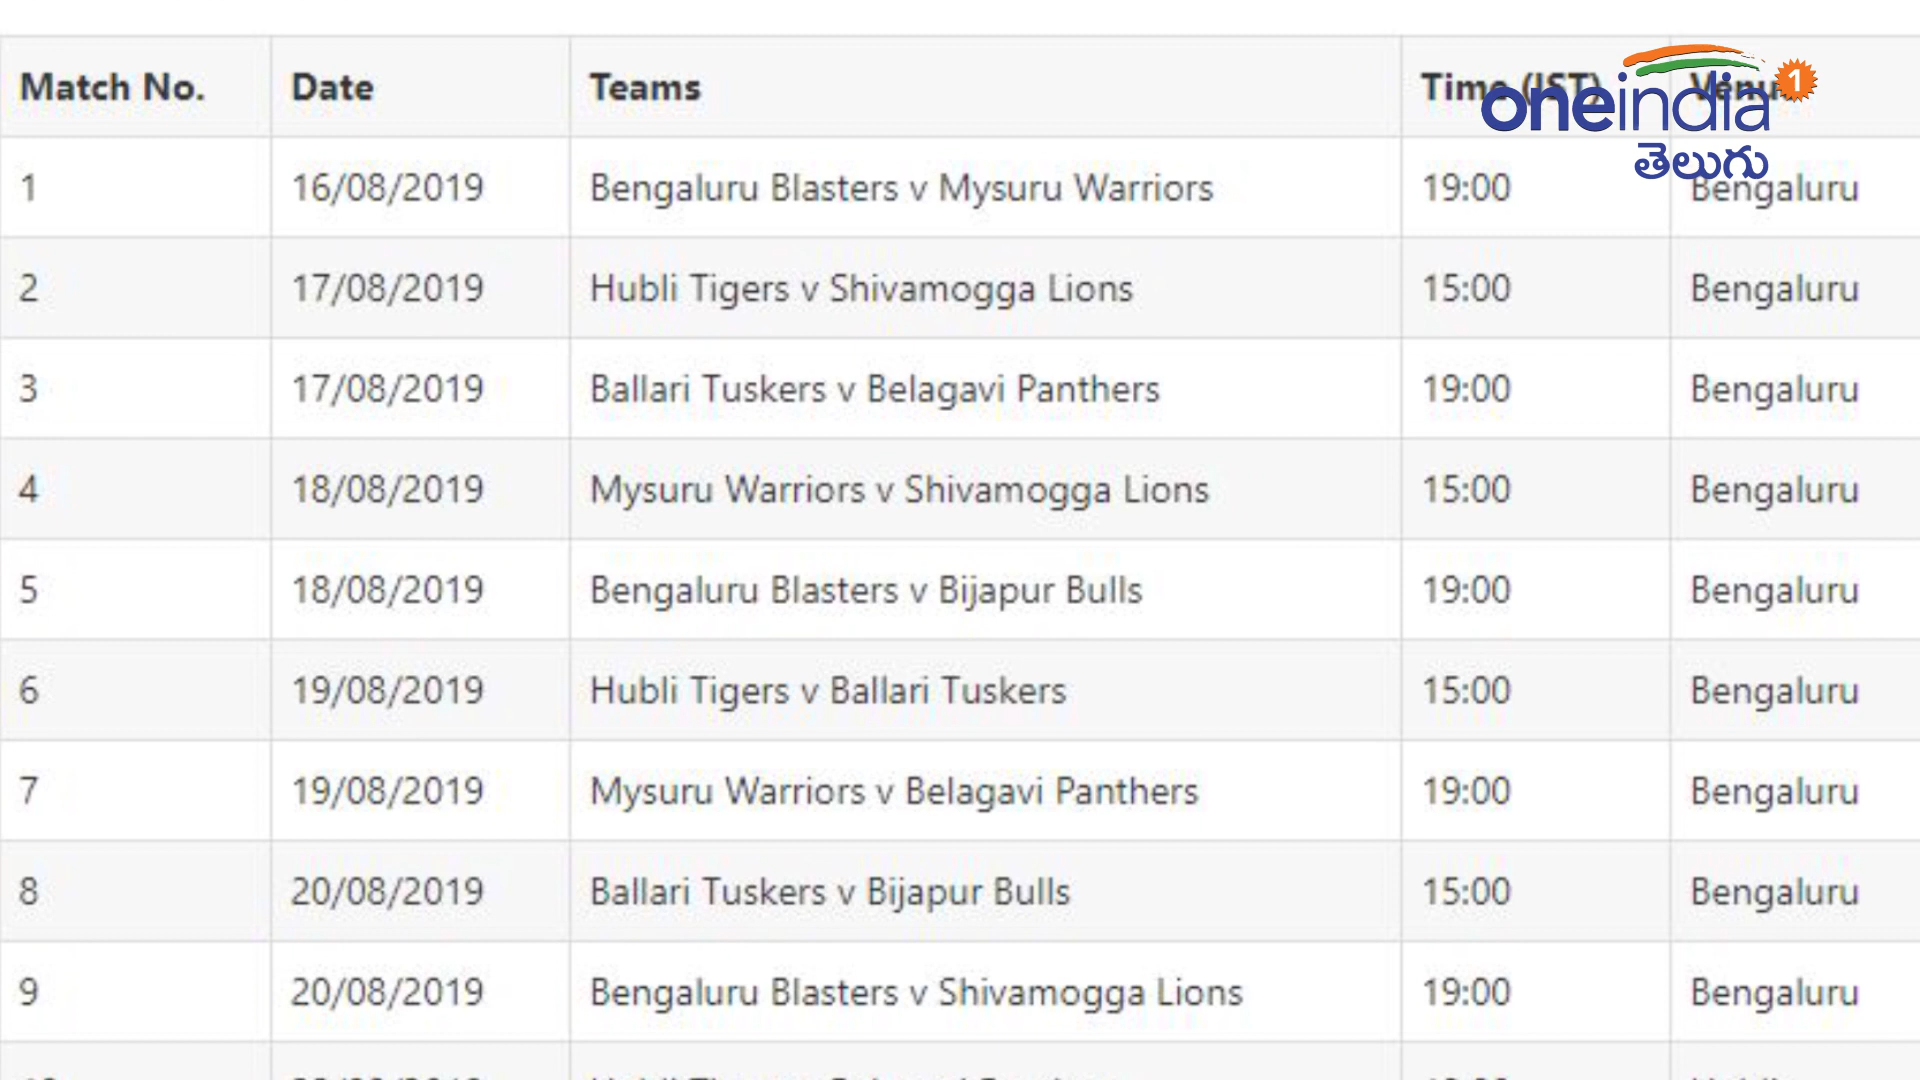 Match No. Date Teams Time (IST) Venue
oneindia 1
తెలుగు
1 16/08/2019 Bengaluru Blasters v Mysuru Warriors 19:00 Bengaluru
2 17/08/2019 Hubli Tigers v Shivamogga Lions 15:00 Bengaluru
3 17/08/2019 Ballari Tuskers v Belagavi Panthers 19:00 Bengaluru
4 18/08/2019 Mysuru Warriors v Shivamogga Lions 15:00 Bengaluru
5 18/08/2019 Bengaluru Blasters v Bijapur Bulls 19:00 Bengaluru
6 19/08/2019 Hubli Tigers v Ballari Tuskers 15:00 Bengaluru
7 19/08/2019 Mysuru Warriors v Belagavi Panthers 19:00 Bengaluru
8 20/08/2019 Ballari Tuskers v Bijapur Bulls 15:00 Bengaluru
9 20/08/2019 Bengaluru Blasters v Shivamogga Lions 19:00 Bengaluru